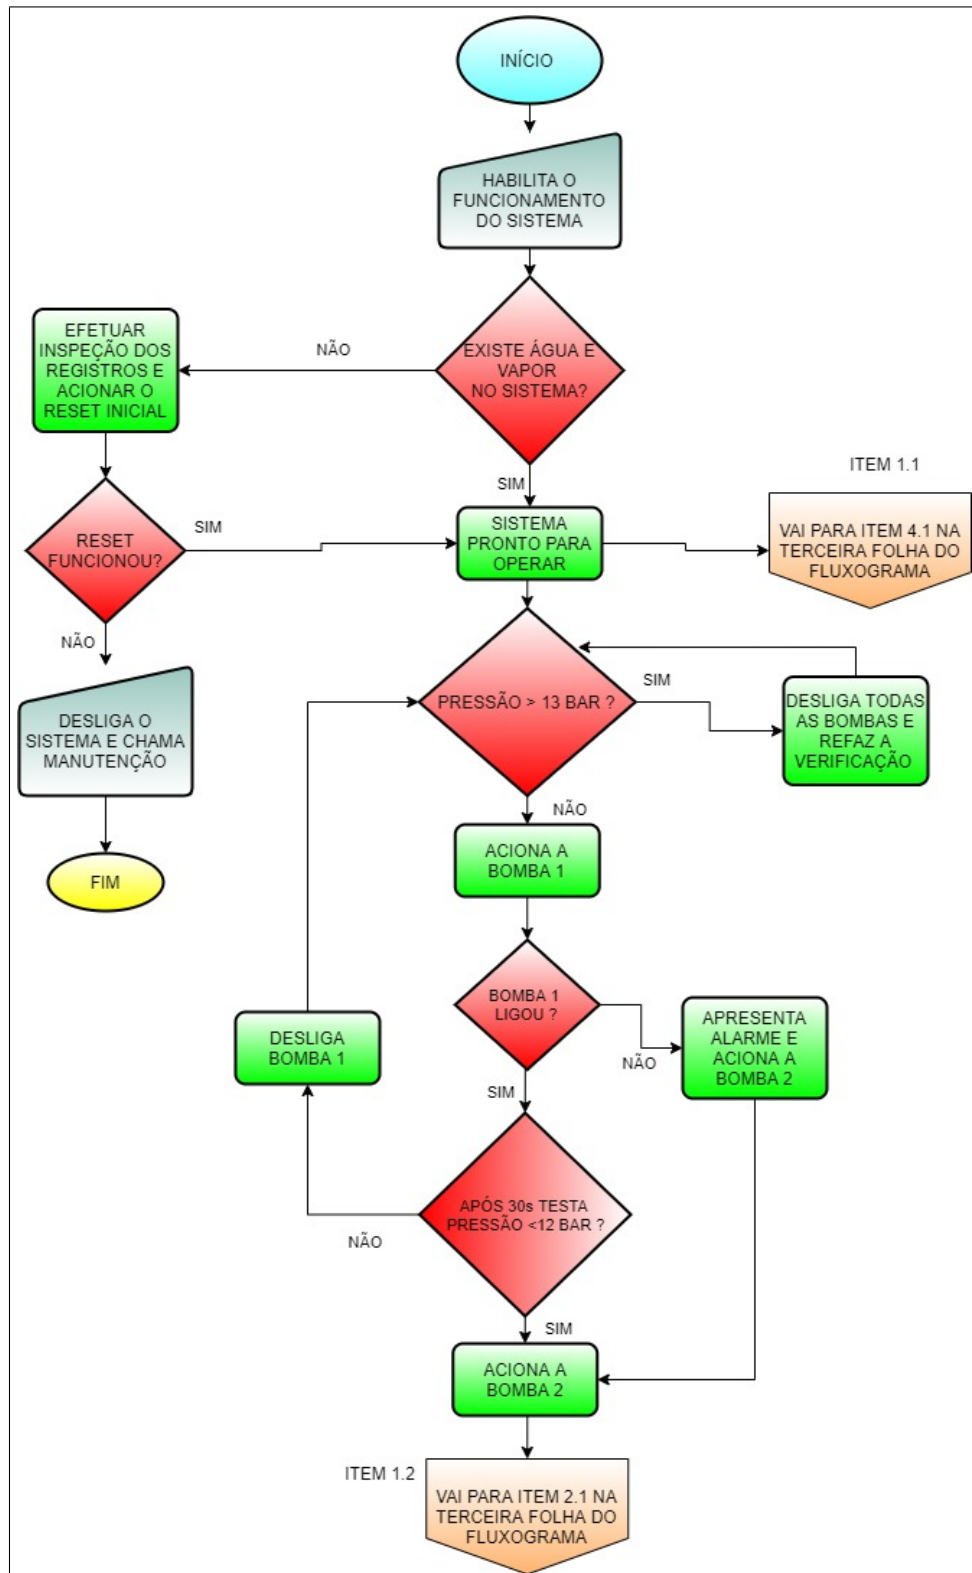 INÍCIO
HABILITA O
FUNCIONAMENTO
DO SISTEMA
EXISTE ÁGUA E
VAPOR
NO SISTEMA?
NÃO
EFETUAR
INSPEÇÃO DOS
REGISTROS E
ACIONAR O
RESET INICIAL
SIM
RESET
FUNCIONOU?
SIM
SISTEMA
PRONTO PARA
OPERAR
ITEM 1.1
VAI PARA ITEM 4.1 NA
TERCEIRA FOLHA DO
FLUXOGRAMA
NÃO
DESLIGA O
SISTEMA E CHAMA
MANUTENÇÃO
FIM
PRESSÃO > 13 BAR ?
SIM
DESLIGA TODAS
AS BOMBAS E
REFAZ A
VERIFICAÇÃO
NÃO
ACIONA A
BOMBA 1
BOMBA 1
LIGOU ?
NÃO
APRESENTA
ALARME E
ACIONA A
BOMBA 2
DESLIGA
BOMBA 1
SIM
APÓS 30s TESTA
PRESSÃO <12 BAR ?
NÃO
SIM
ACIONA A
BOMBA 2
ITEM 1.2
VAI PARA ITEM 2.1 NA
TERCEIRA FOLHA DO
FLUXOGRAMA